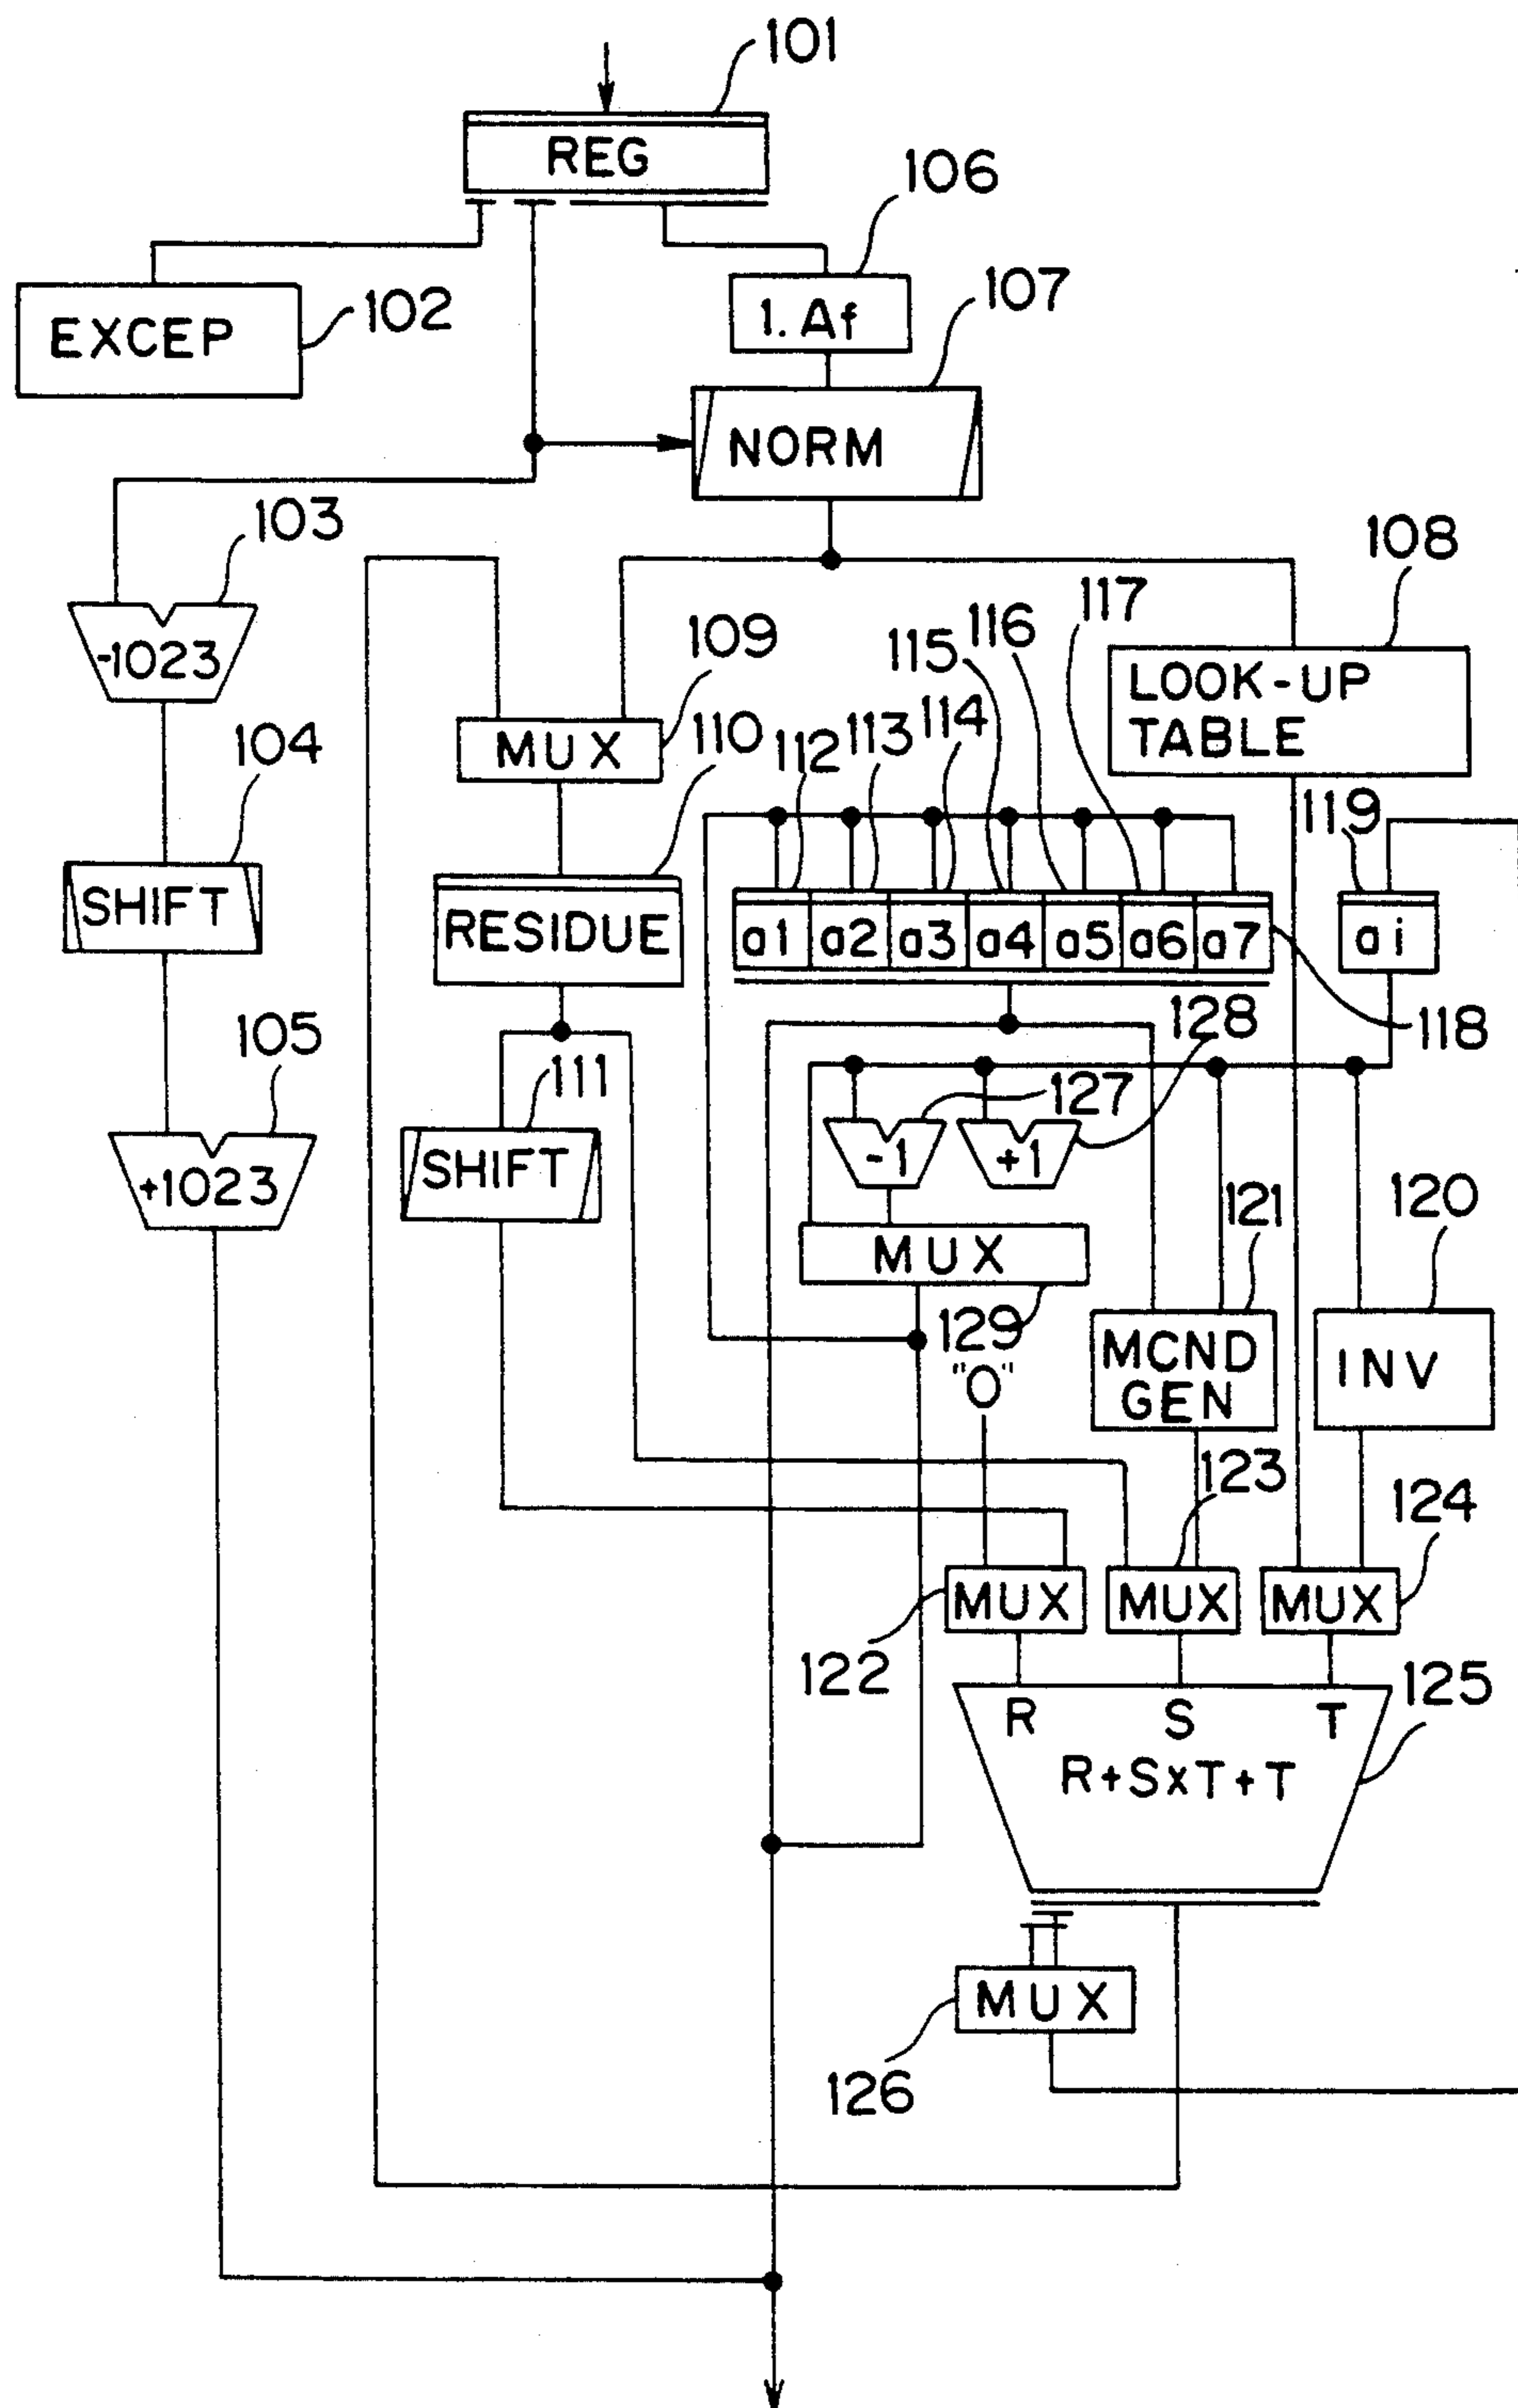 101
REG
106
1. Af
107
EXCEP
102
NORM
103
-1023
108
LOOK-UP
TABLE
109
MUX
104
SHIFT
110
RESIDUE
112
113
114
115
116
117
a1 a2 a3 a4 a5 a6 a7
119
ai
118
105
+1023
111
SHIFT
127
-1
128
+1
MUX
129
121
MCND
GEN
120
INV
"0"
122
MUX
123
MUX
124
MUX
125
R S T
R+SxT+T
MUX
126